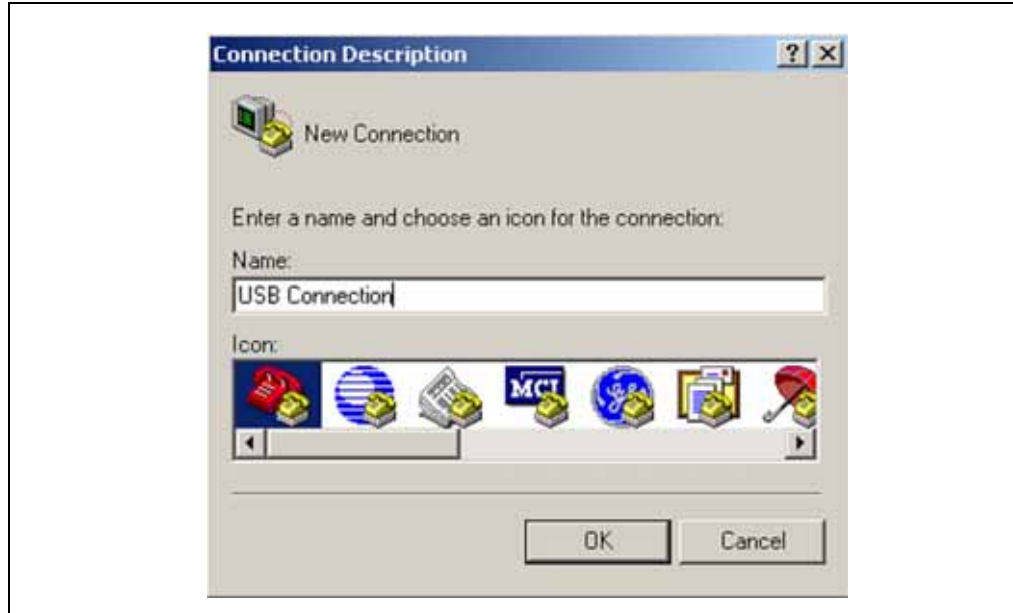 Connection Description
New Connection
Enter a name and choose an icon for the connection:
Name:
USB Connection
Icon:
MCI
OK
Cancel